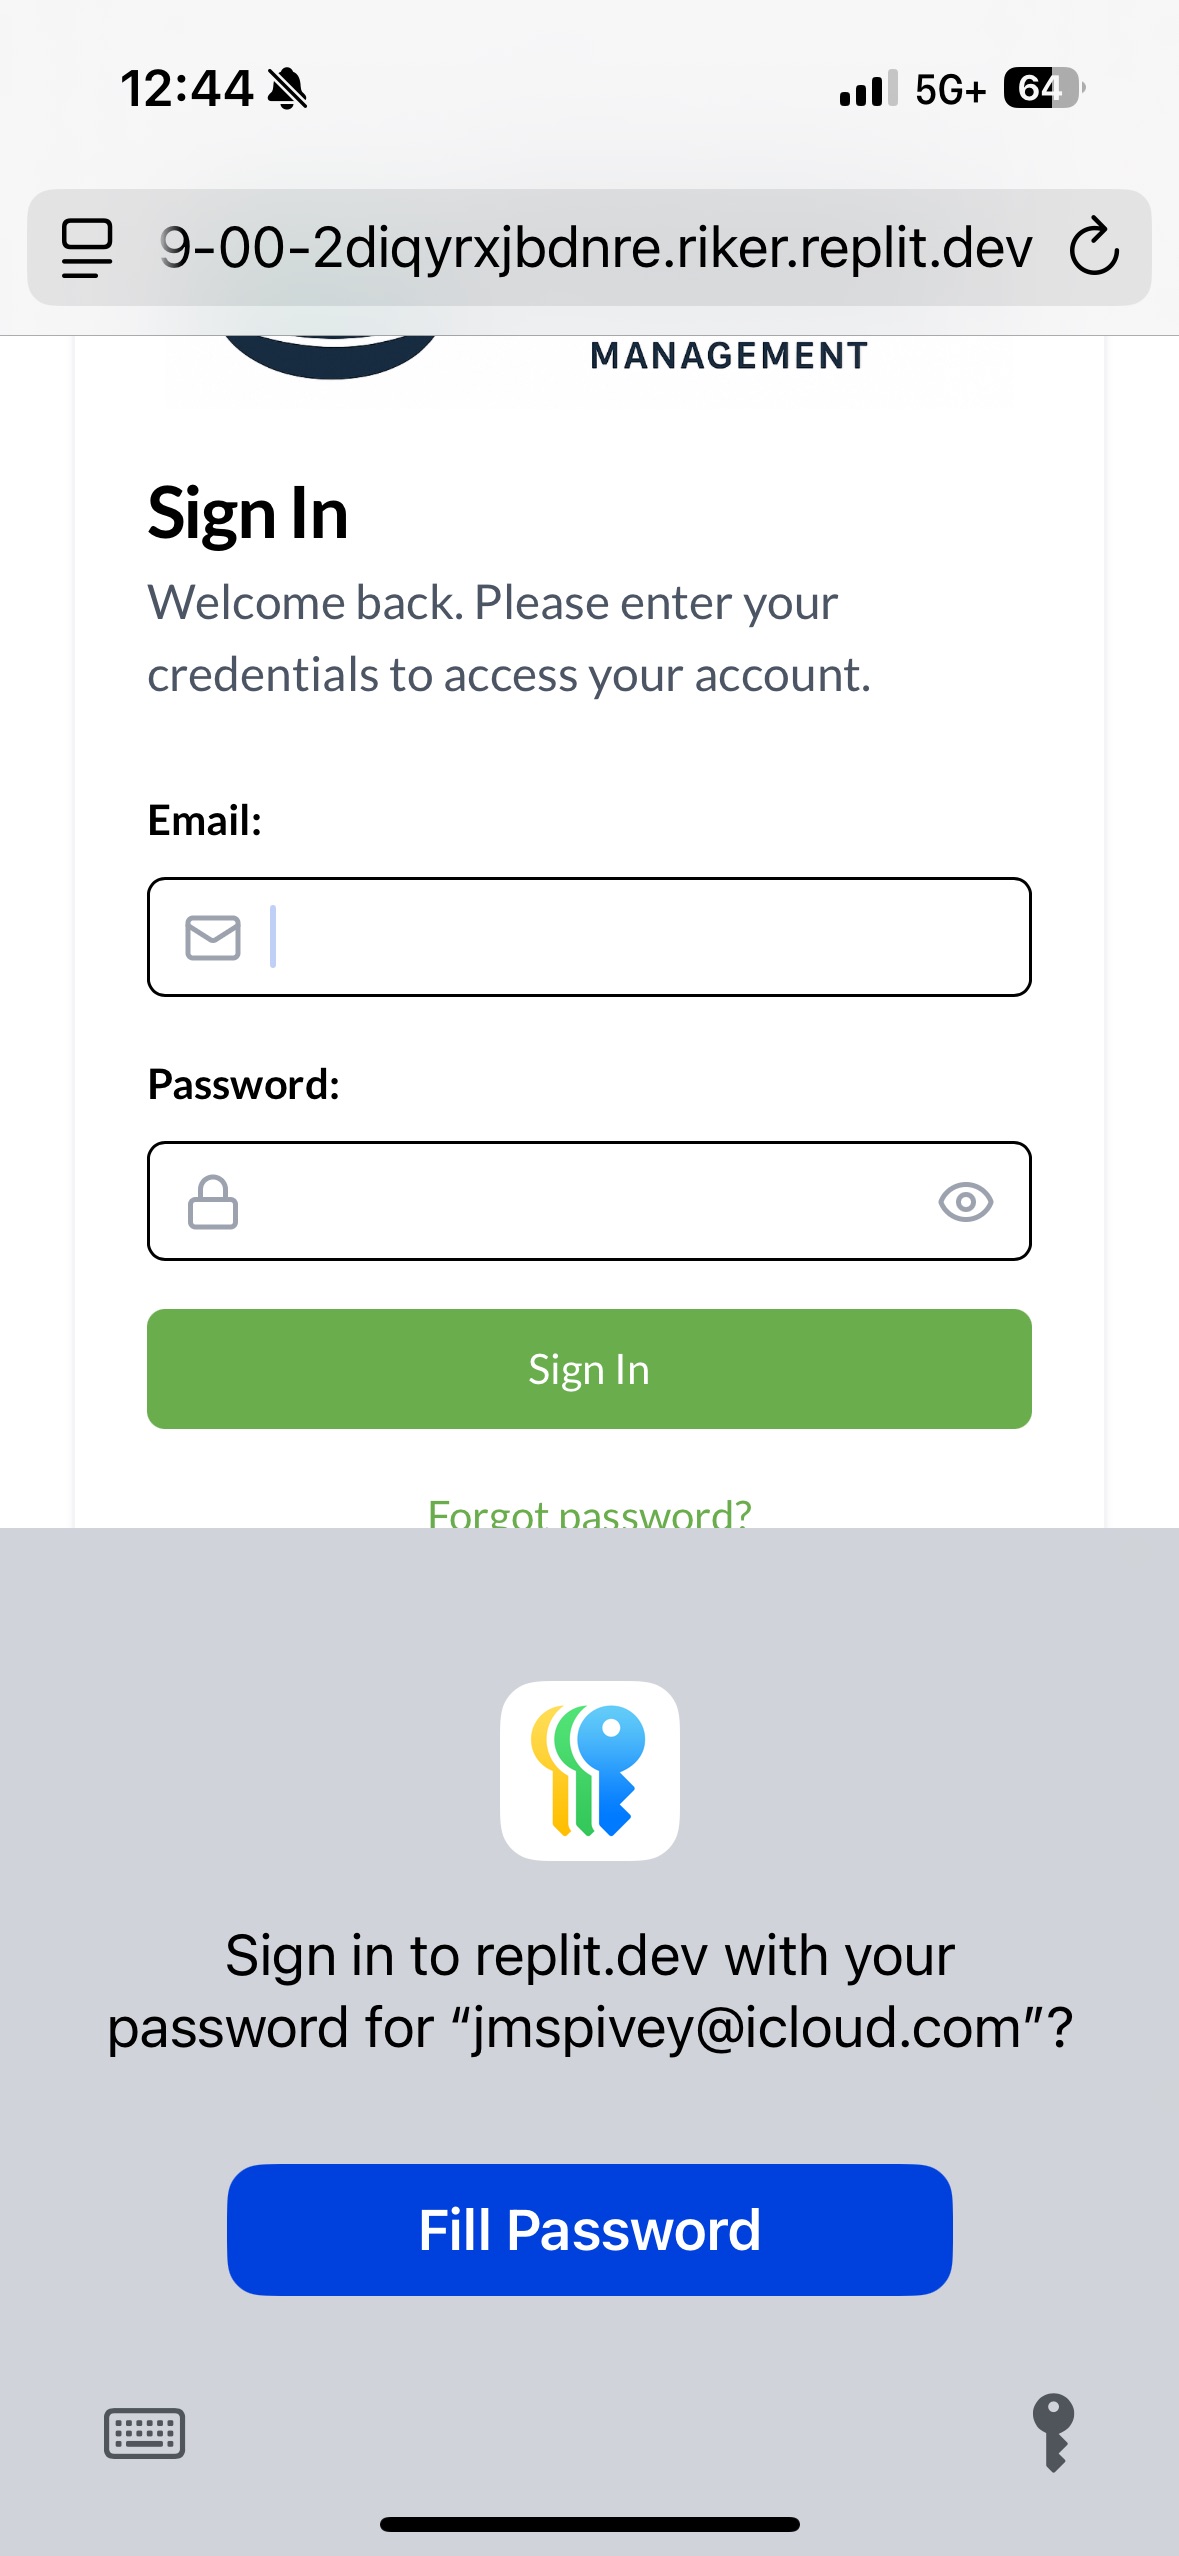 12:44
5G+
64
9-00-2diqyrxjbdnre.riker.replit.dev
MANAGEMENT
Sign In
Welcome back. Please enter your
credentials to access your account.
Email:
Password:
Sign In
Forgot password?
Sign in to replit.dev with your
password for “jmspivey@icloud.com”?
Fill Password